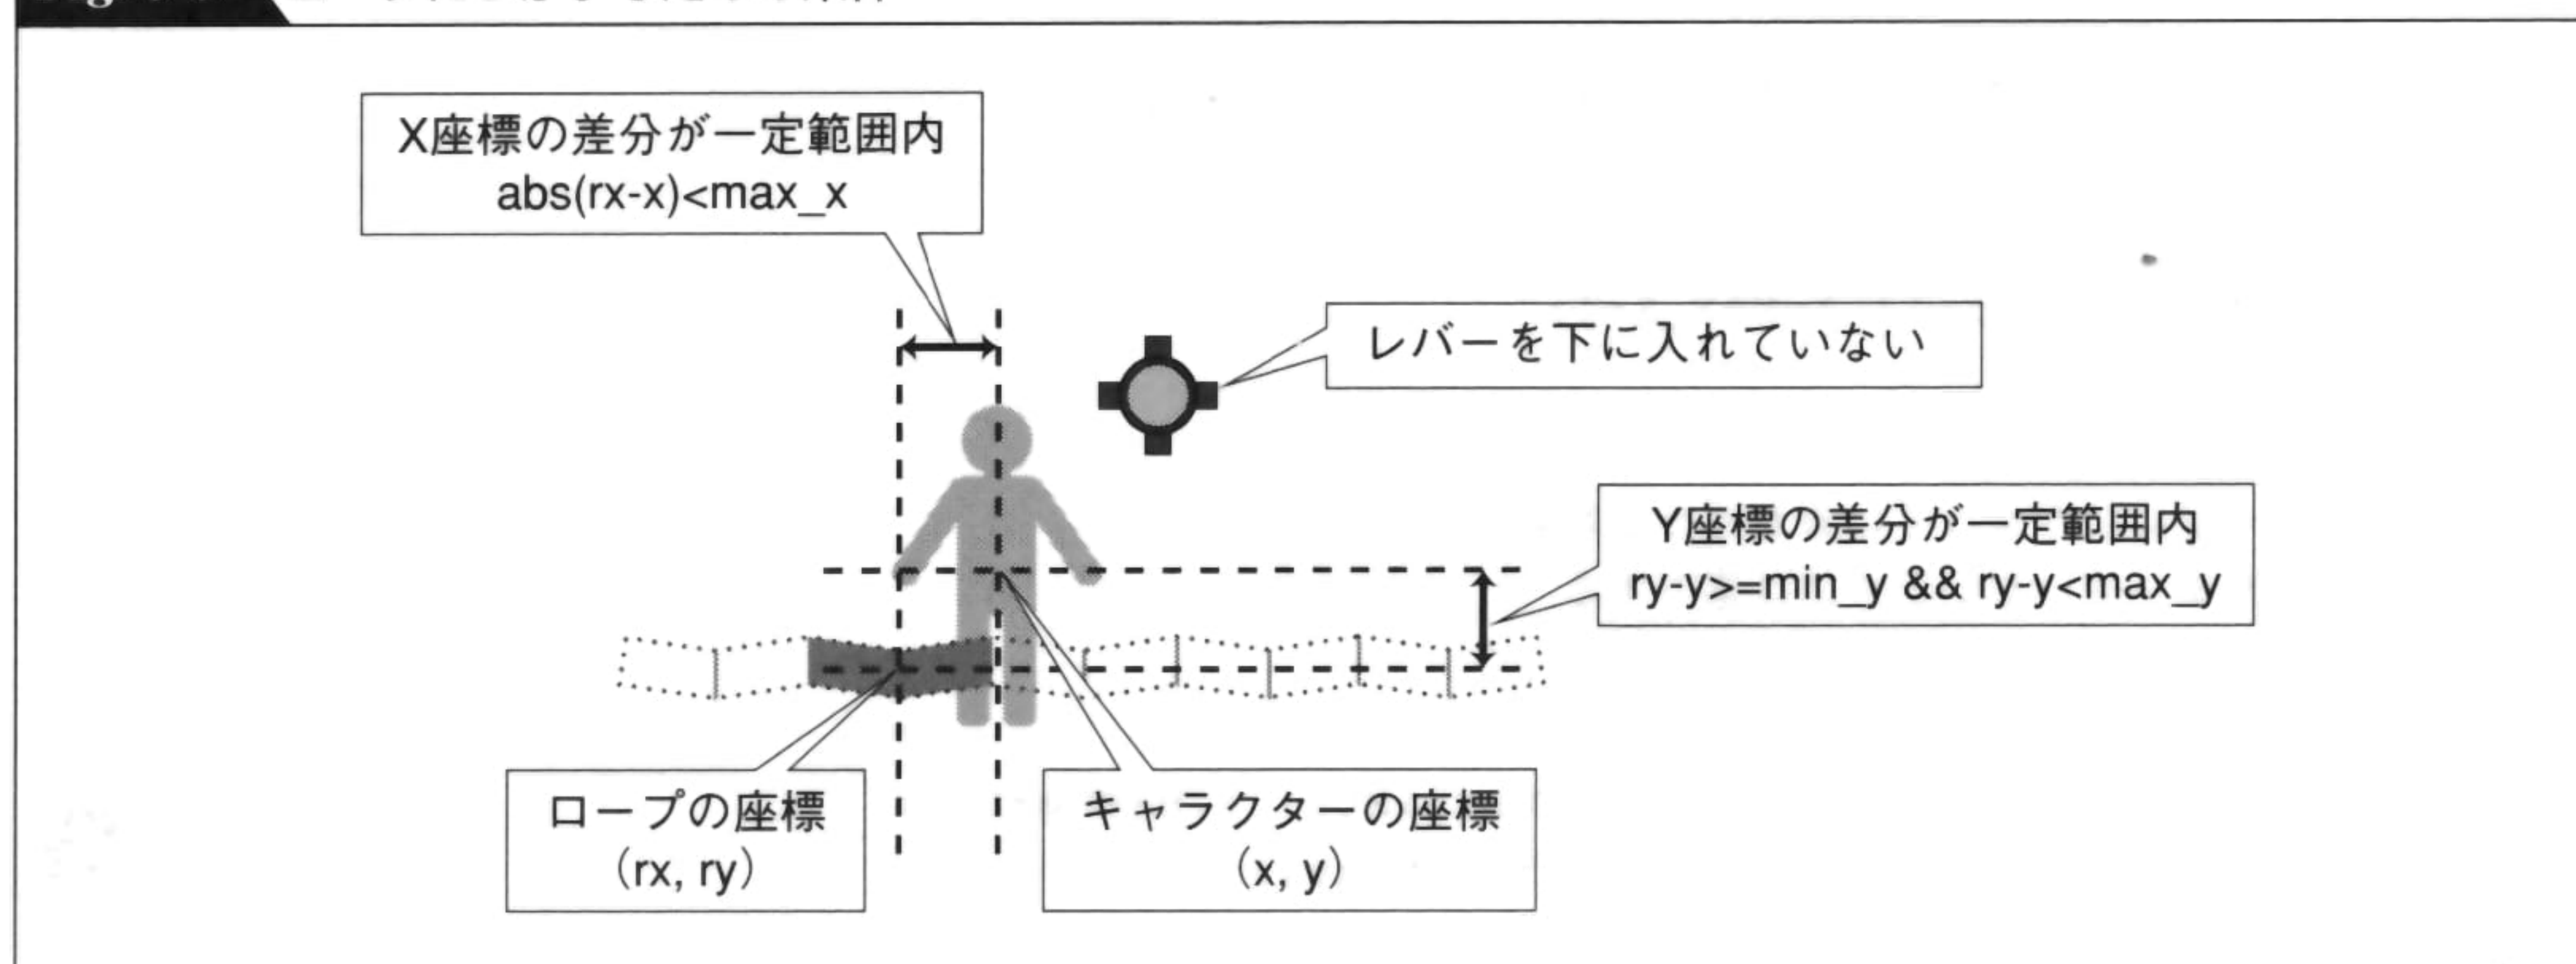 X座標の差分が一定範囲内
abs(rx-x)<max_x
レバーを下に入れていない
Y座標の差分が一定範囲内
ry-y>=min_y && ry-y<max_y
ロープの座標
(rx, ry)
キャラクターの座標
(x, y)